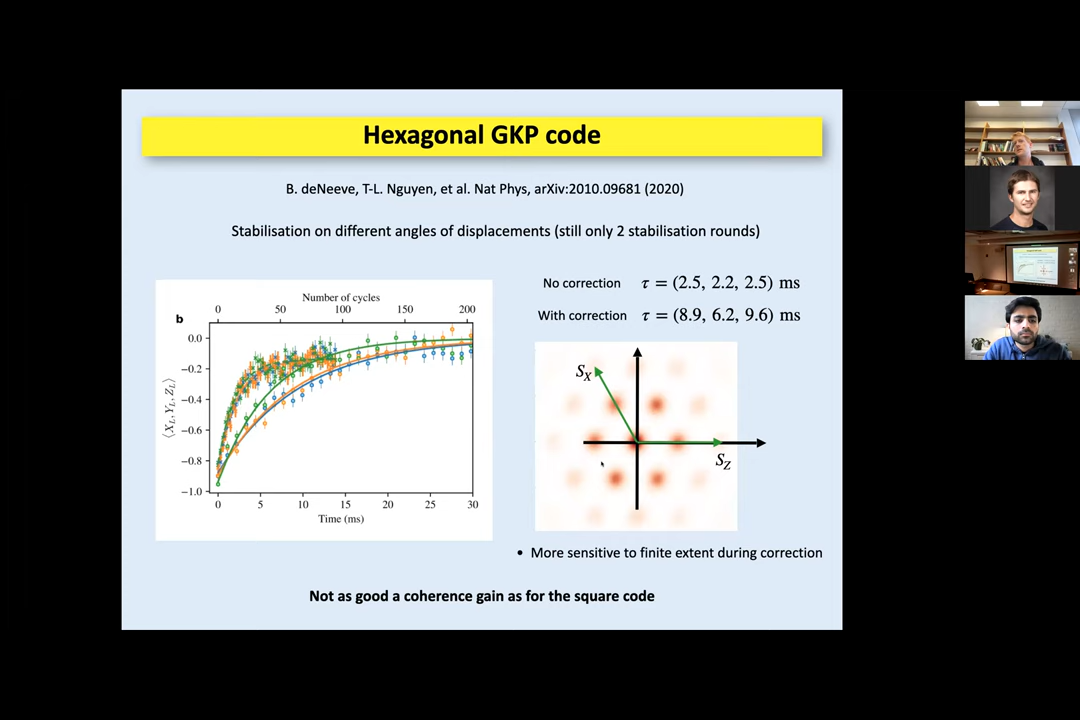 Hexagonal GKP code
B. deNeeve, T-L. Nguyen, et al. Nat Phys, arXiv:2010.09681 (2020)
Stabilisation on different angles of displacements (still only 2 stabilisation rounds)
No correction τ = (2.5, 2.2, 2.5) ms
With correction τ = (8.9, 6.2, 9.6) ms
Number of cycles
0 50 100 150 200
b
0.0
−0.2
−0.4
−0.6
−0.8
−1.0
⟨X_L, Y_L, Z_L⟩
0 5 10 15 20 25 30
Time (ms)
S_X
S_Z
• More sensitive to finite extent during correction
Not as good a coherence gain as for the square code